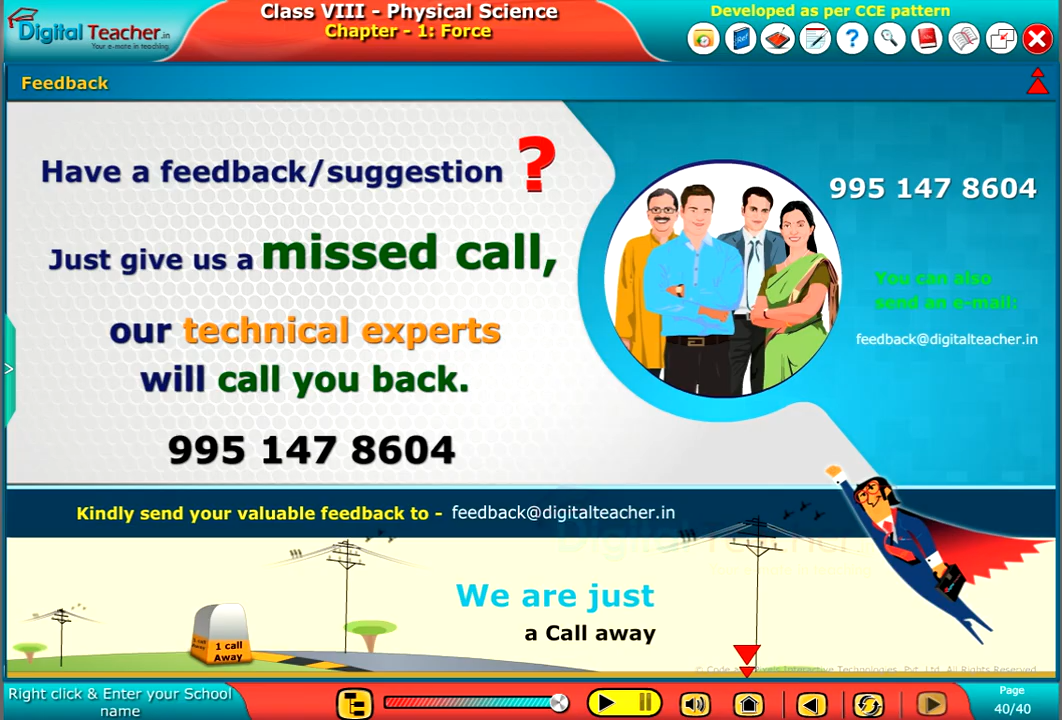 Digital Teacher.in
Your e-mate in teaching.
Class VIII - Physical Science
Chapter - 1: Force
Developed as per CCE pattern
Feedback
Have a feedback/suggestion ?
Just give us a missed call,
our technical experts
will call you back.
995 147 8604
995 147 8604
You can also
send an e-mail:
feedback@digitalteacher.in
Kindly send your valuable feedback to - feedback@digitalteacher.in
We are just
a Call away
1 call
Away
Right click & Enter your School
name
Page
40/40